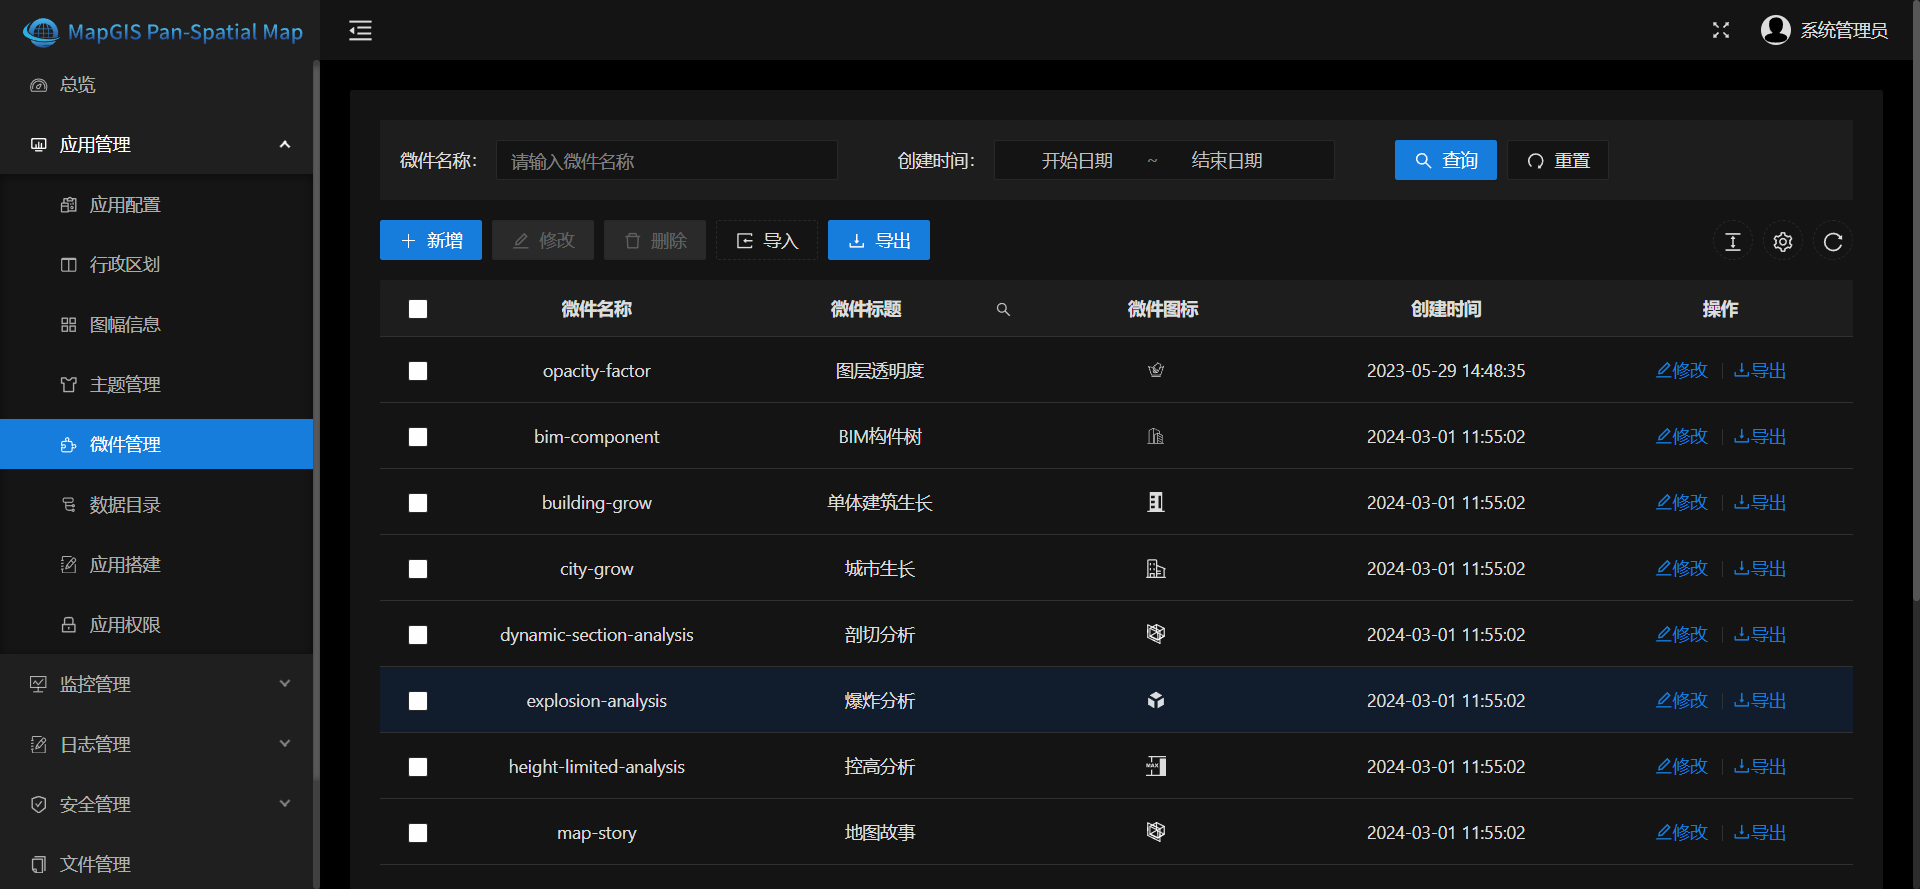 MapGIS Pan-Spatial Map
系统管理员
总览
应用管理
应用配置
行政区划
图幅信息
主题管理
微件管理
数据目录
应用搭建
应用权限
监控管理
日志管理
安全管理
文件管理
微件名称: 请输入微件名称 创建时间: 开始日期 ~ 结束日期 查询 重置
新增 修改 删除 导入 导出
微件名称 微件标题 微件图标 创建时间 操作
opacity-factor 图层透明度 2023-05-29 14:48:35 修改 导出
bim-component BIM构件树 2024-03-01 11:55:02 修改 导出
building-grow 单体建筑生长 2024-03-01 11:55:02 修改 导出
city-grow 城市生长 2024-03-01 11:55:02 修改 导出
dynamic-section-analysis 剖切分析 2024-03-01 11:55:02 修改 导出
explosion-analysis 爆炸分析 2024-03-01 11:55:02 修改 导出
height-limited-analysis 控高分析 MAX 2024-03-01 11:55:02 修改 导出
map-story 地图故事 2024-03-01 11:55:02 修改 导出